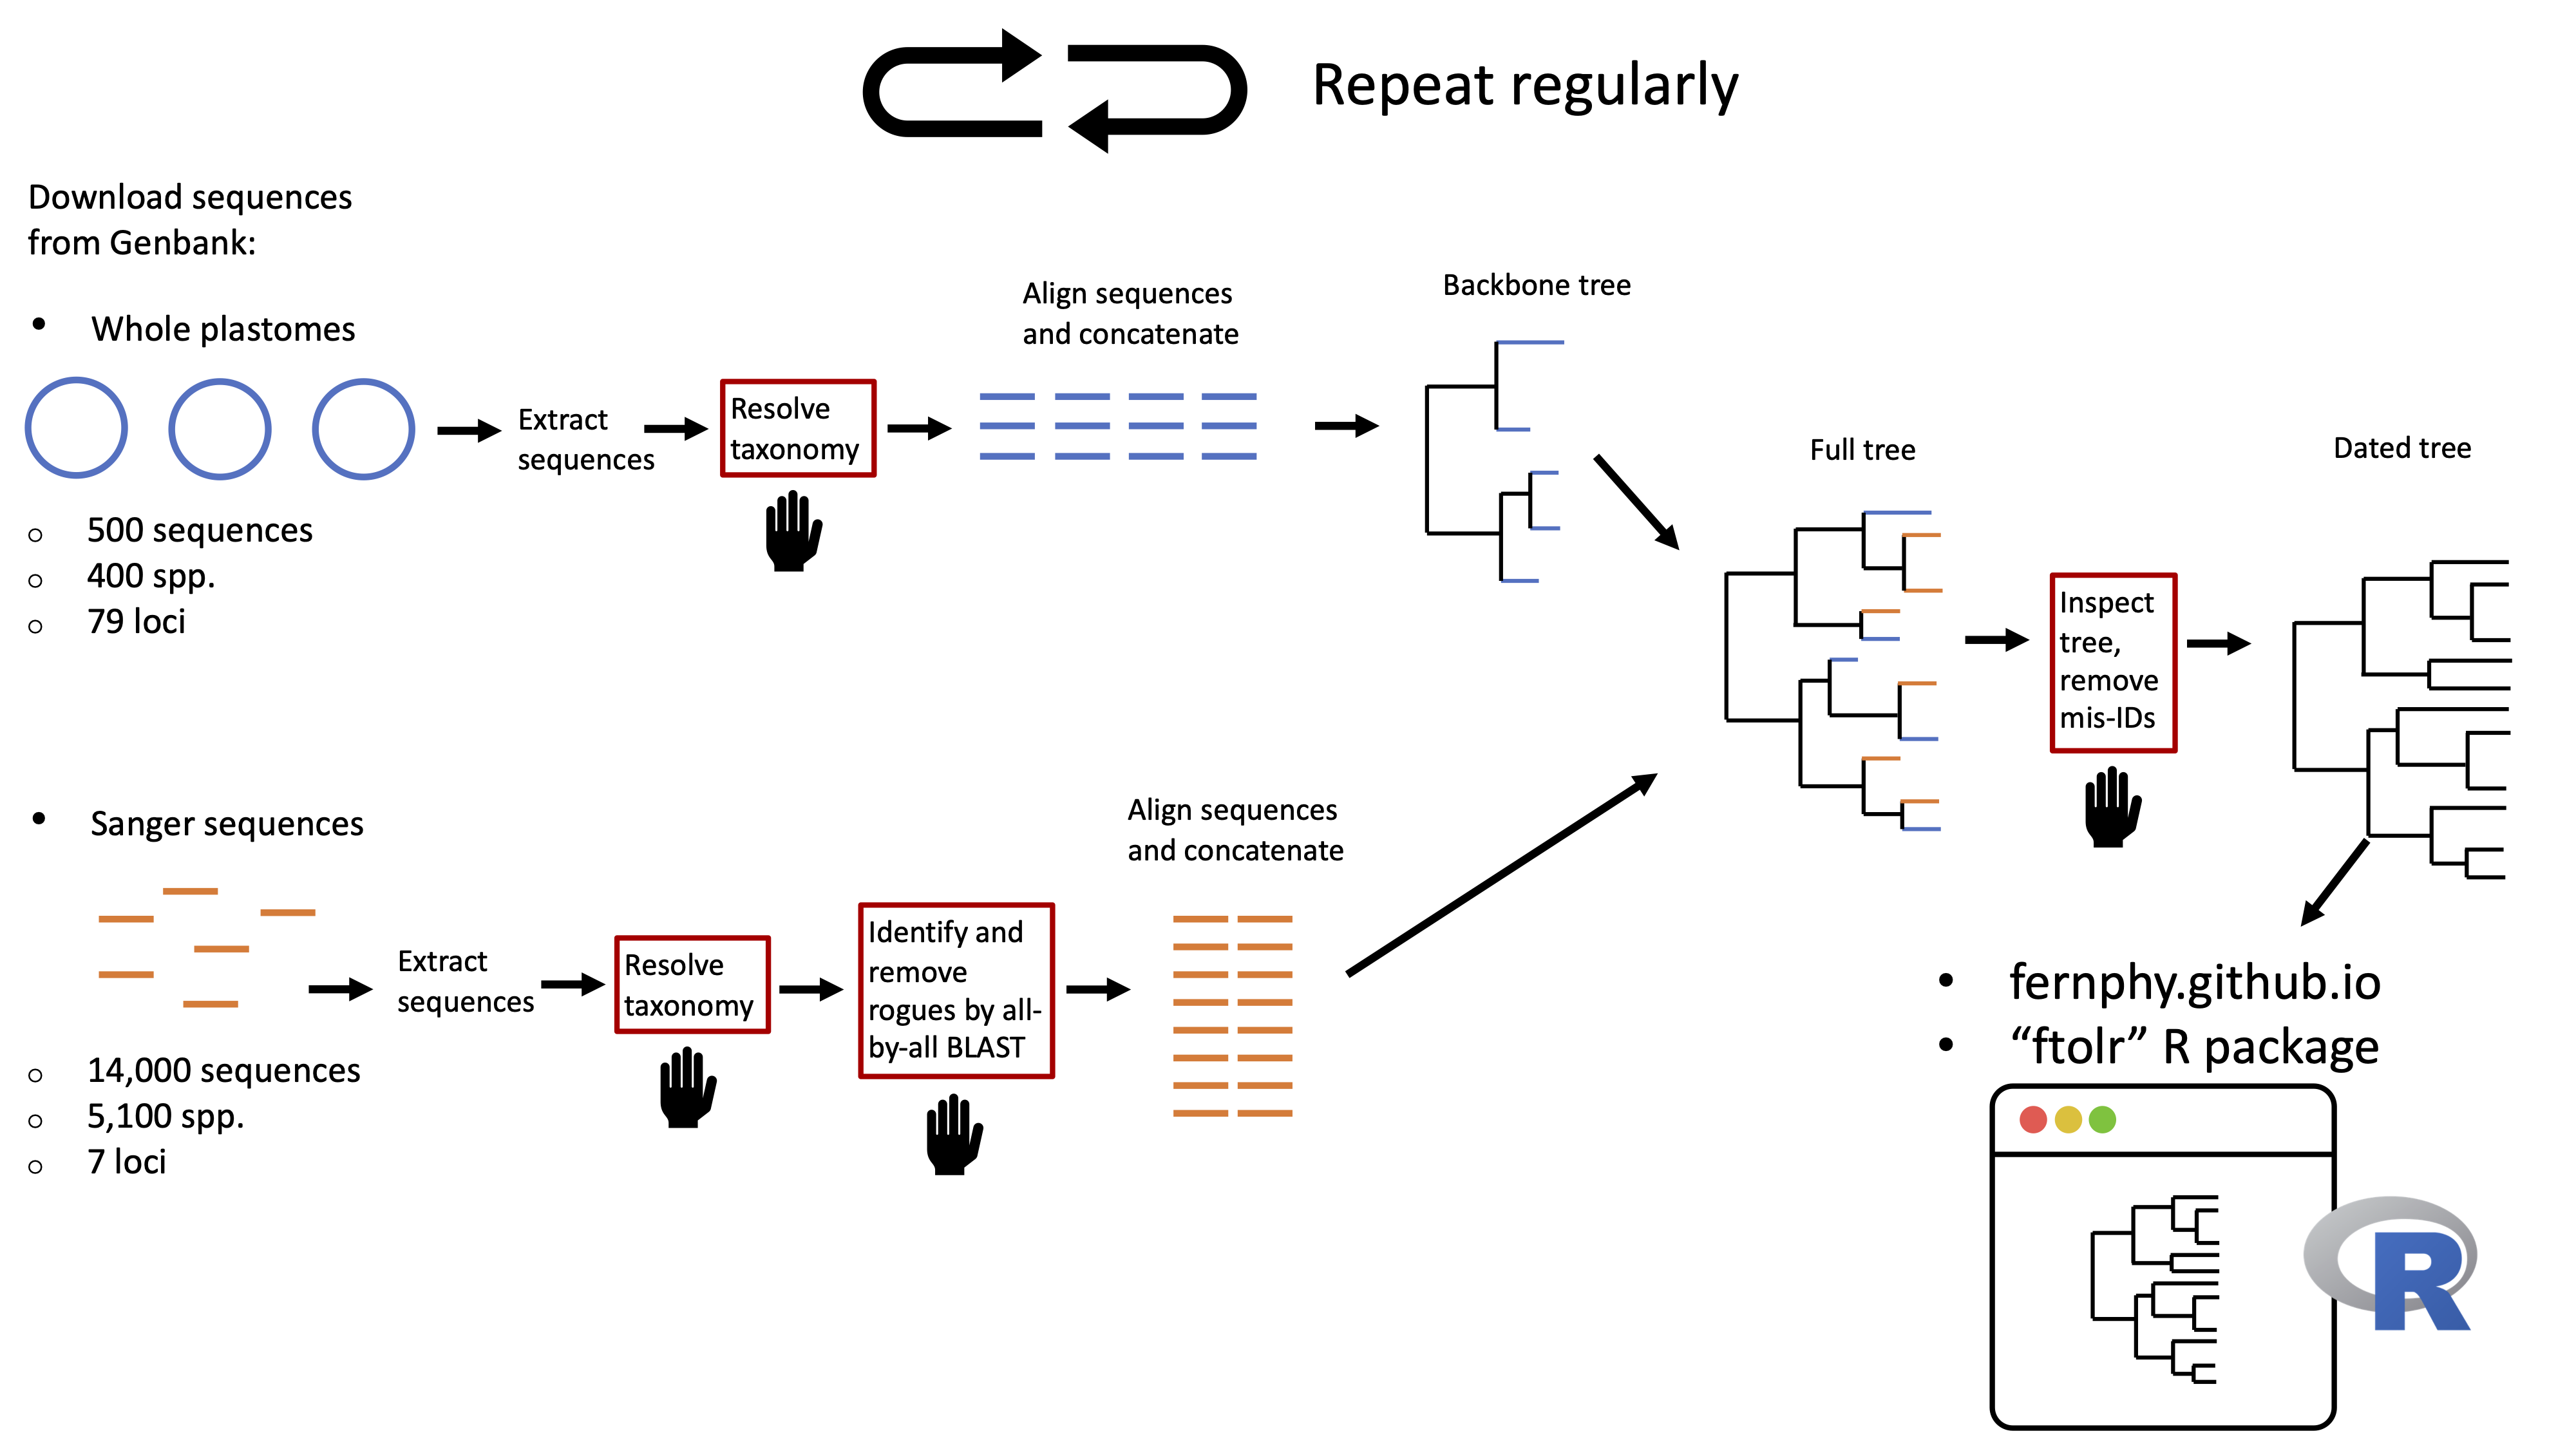 Repeat regularly
Download sequences
from Genbank:
• Whole plastomes
Extract
sequences
Resolve
taxonomy
Align sequences
and concatenate
Backbone tree
○ 500 sequences
○ 400 spp.
○ 79 loci
• Sanger sequences
Extract
sequences
Resolve
taxonomy
Identify and
remove
rogues by all-
by-all BLAST
Align sequences
and concatenate
○ 14,000 sequences
○ 5,100 spp.
○ 7 loci
Full tree
Inspect
tree,
remove
mis-IDs
Dated tree
• fernphy.github.io
• “ftolr” R package
R